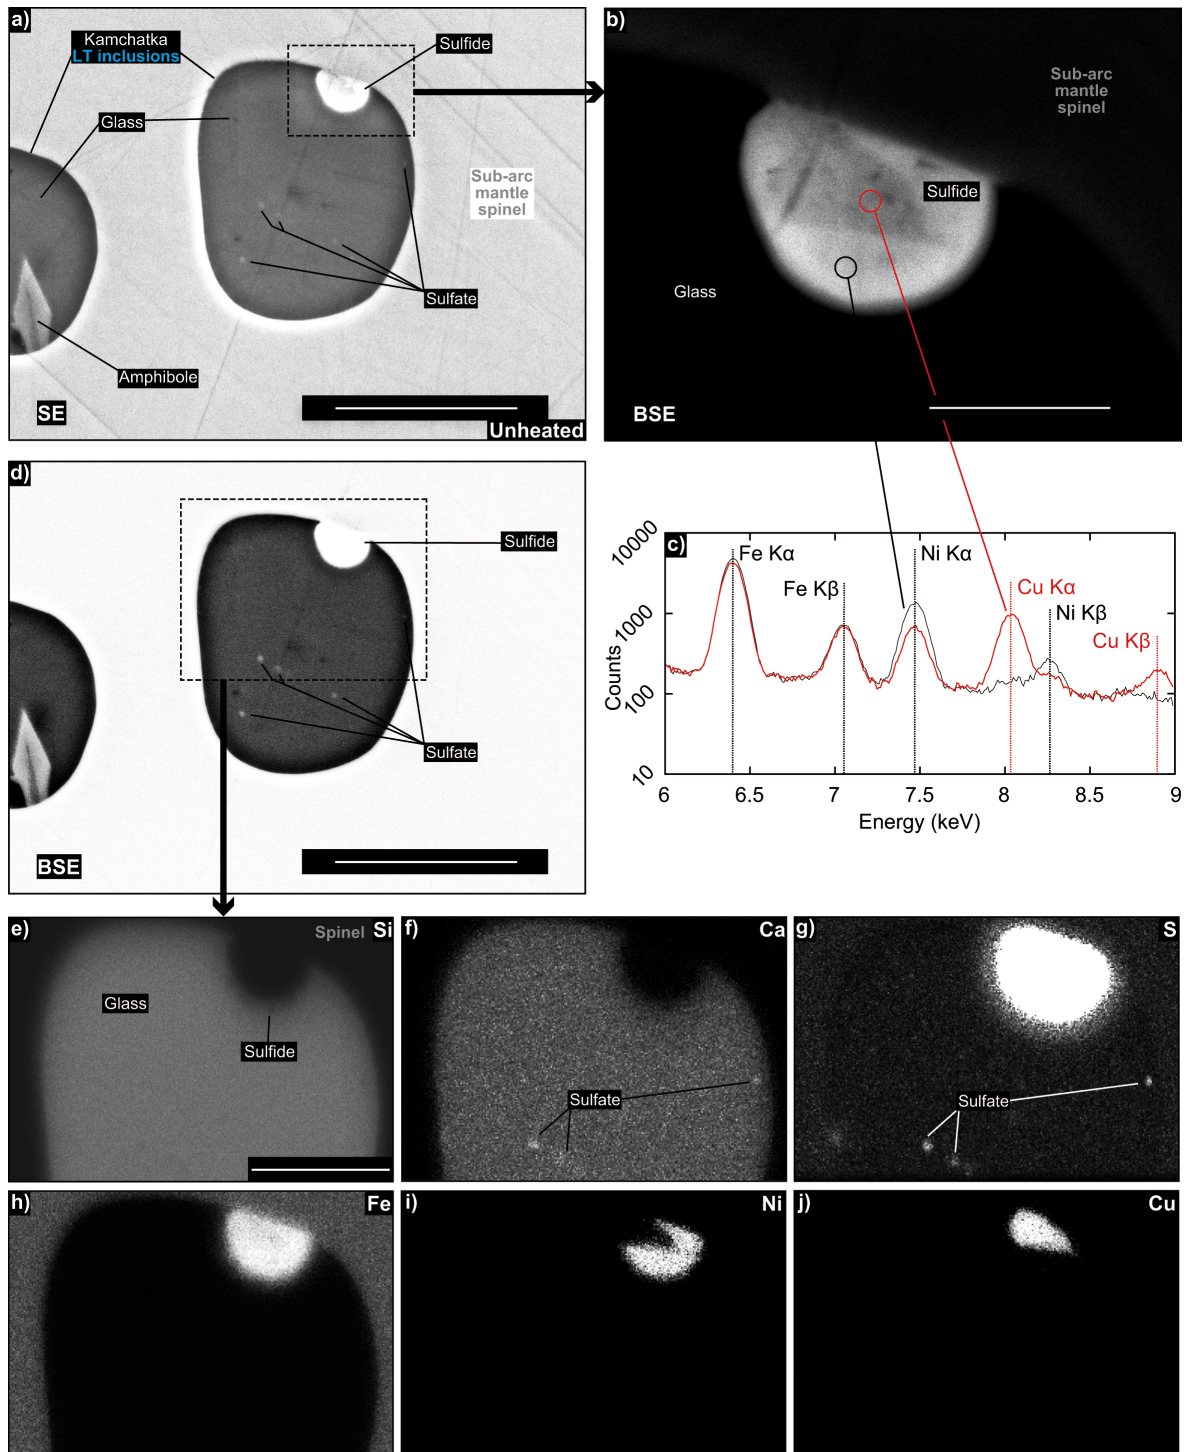 a)
Kamchatka
LT inclusions
Sulfide
Glass
Sub-arc
mantle
spinel
Sulfate
Amphibole
SE
Unheated
b)
Sub-arc
mantle
spinel
Sulfide
Glass
BSE
c)
Fe Kα
Ni Kα
Fe Kβ
Cu Kα
Ni Kβ
Cu Kβ
Counts
10000
1000
100
10
6
6.5
7
7.5
8
8.5
9
Energy (keV)
d)
Sulfide
Sulfate
BSE
e)
Spinel
Si
Glass
Sulfide
f)
Ca
Sulfate
g)
S
Sulfate
h)
Fe
i)
Ni
j)
Cu